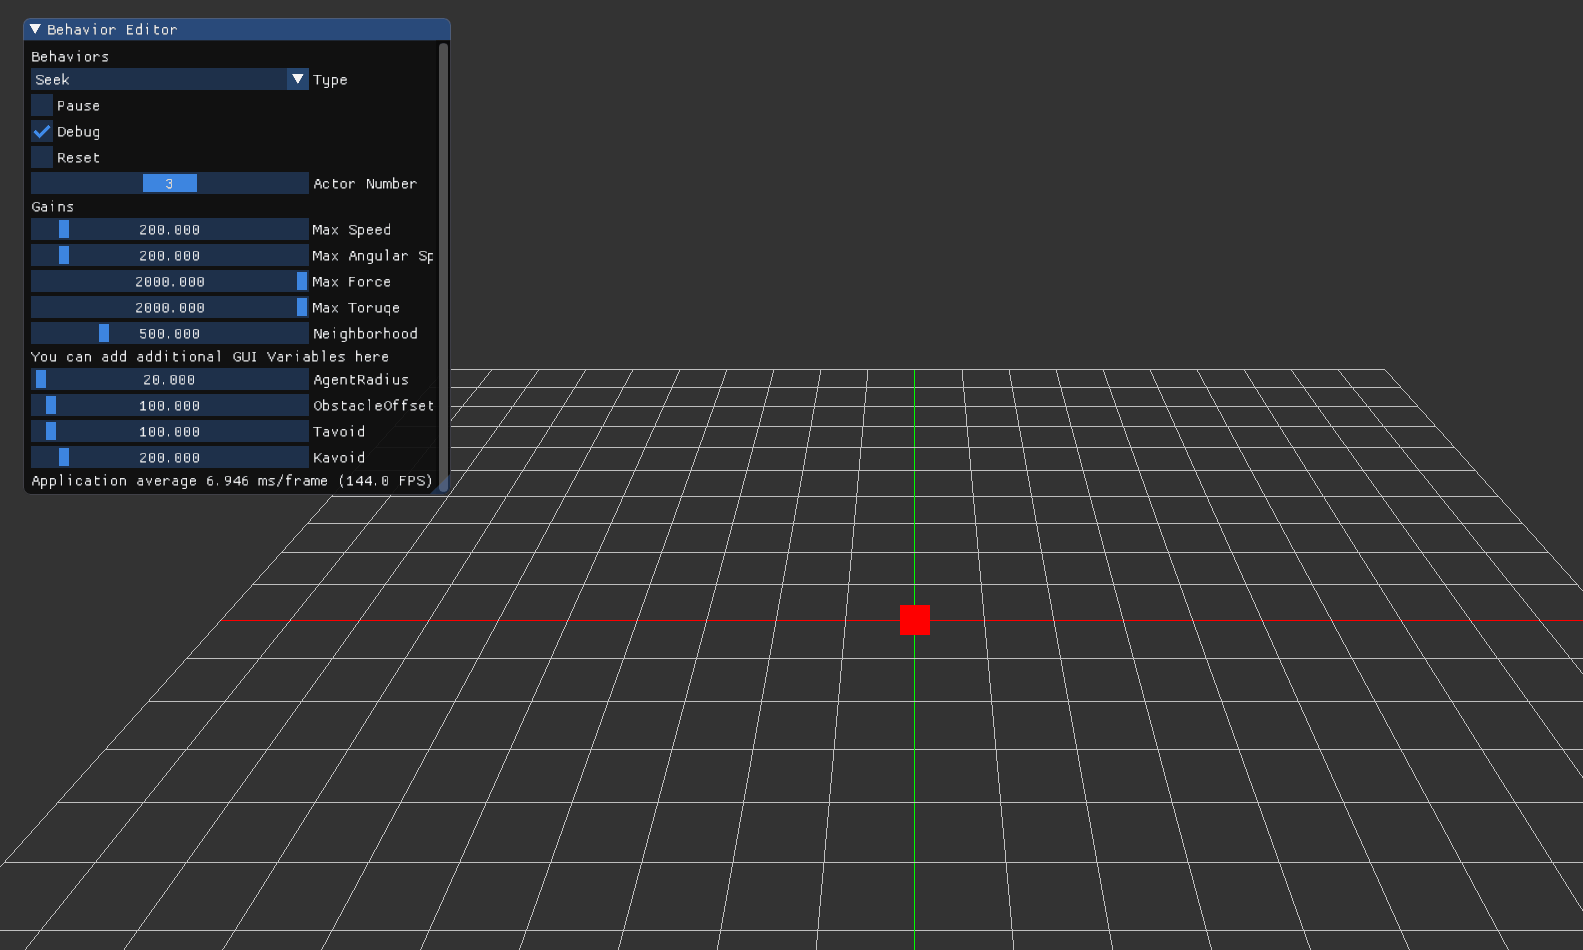 Behavior Editor
Behaviors
Seek Type
Pause
Debug
Reset
3 Actor Number
Gains
200.000 Max Speed
200.000 Max Angular Sp
2000.000 Max Force
2000.000 Max Toruqe
500.000 Neighborhood
You can add additional GUI Variables here
20.000 AgentRadius
100.000 ObstacleOffset
100.000 Tavoid
200.000 Kavoid
Application average 6.946 ms/frame (144.0 FPS)